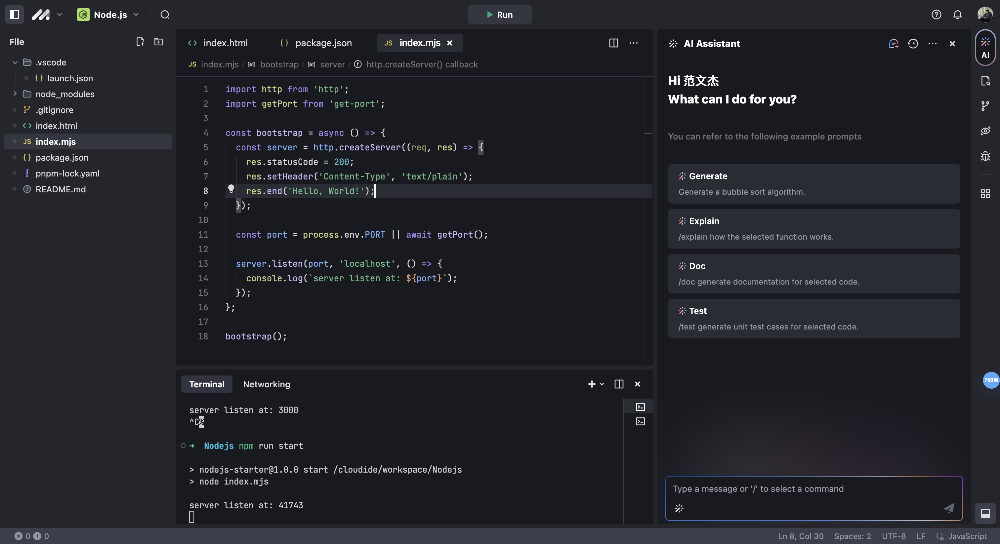 Node.js
Run
File
.vscode
{} launch.json
node_modules
.gitignore
<> index.html
JS index.mjs
{} package.json
! pnpm-lock.yaml
README.md
<> index.html
{} package.json
JS index.mjs
JS index.mjs / bootstrap / server / http.createServer() callback
1 import http from 'http';
2 import getPort from 'get-port';
3
4 const bootstrap = async () => {
5 const server = http.createServer((req, res) => {
6 res.statusCode = 200;
7 res.setHeader('Content-Type', 'text/plain');
8 res.end('Hello, World!');
9 });
10
11 const port = process.env.PORT || await getPort();
12
13 server.listen(port, 'localhost', () => {
14 console.log(`server listen at: ${port}`);
15 });
16 };
17
18 bootstrap();
Terminal
Networking
server listen at: 3000
^C%
➜ Nodejs npm run start
> nodejs-starter@1.0.0 start /cloudide/workspace/Nodejs
> node index.mjs
server listen at: 41743
AI Assistant
Hi 范文杰
What can I do for you?
You can refer to the following example prompts
Generate
Generate a bubble sort algorithm.
Explain
/explain how the selected function works.
Doc
/doc generate documentation for selected code.
Test
/test generate unit test cases for selected code.
Type a message or '/' to select a command
AI
769M
0 0
Ln 8, Col 30
Spaces: 2
UTF-8
LF
JavaScript